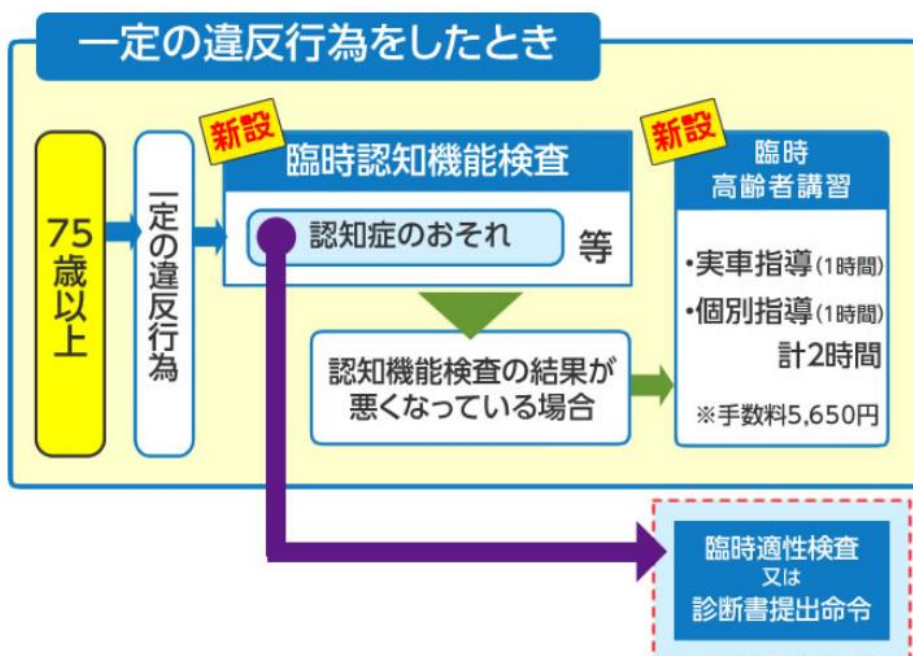 一定の違反行為をしたとき
75歳以上
一定の違反行為
新設
臨時認知機能検査
認知症のおそれ
等
認知機能検査の結果が
悪くなっている場合
新設
臨時
高齢者講習
・実車指導(1時間)
・個別指導(1時間)
計2時間
※手数料5,650円
臨時適性検査
又は
診断書提出命令